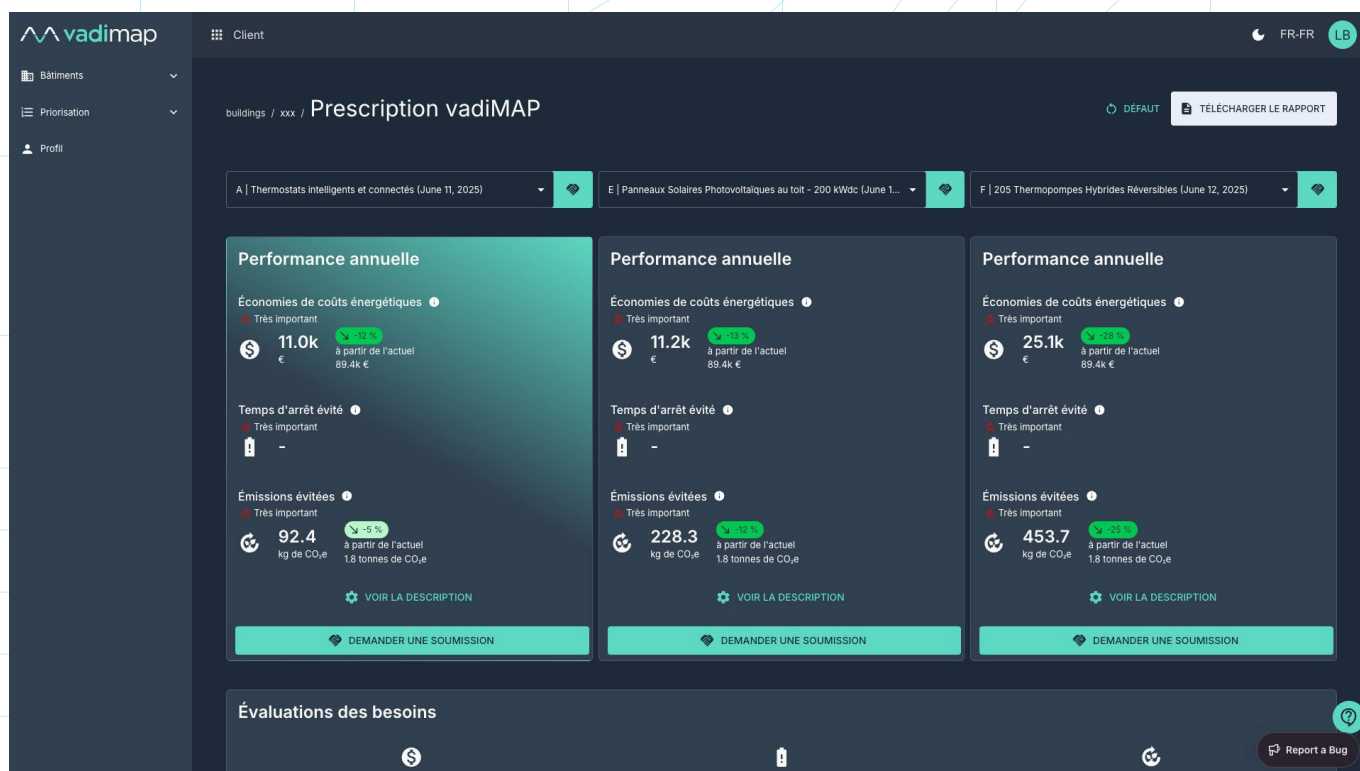 vadimap
Client
FR-FR
LB
Bâtiments
Priorisation
Profil
buildings / xxx / Prescription vadiMAP
DÉFAUT
TÉLÉCHARGER LE RAPPORT
A | Thermostats intelligents et connectés (June 11, 2025)
E | Panneaux Solaires Photovoltaïques au toit - 200 kWdc (June 1...
F | 205 Thermopompes Hybrides Réversibles (June 12, 2025)
Performance annuelle
Économies de coûts énergétiques
Très important
11.0k
€
-12 %
à partir de l'actuel
89.4k €
Temps d'arrêt évité
Très important
-
Émissions évitées
Très important
92.4
kg de CO₂e
-5 %
à partir de l'actuel
1.8 tonnes de CO₂e
VOIR LA DESCRIPTION
DEMANDER UNE SOUMISSION
Performance annuelle
Économies de coûts énergétiques
Très important
11.2k
€
-13 %
à partir de l'actuel
89.4k €
Temps d'arrêt évité
Très important
-
Émissions évitées
Très important
228.3
kg de CO₂e
-12 %
à partir de l'actuel
1.8 tonnes de CO₂e
VOIR LA DESCRIPTION
DEMANDER UNE SOUMISSION
Performance annuelle
Économies de coûts énergétiques
Très important
25.1k
€
-28 %
à partir de l'actuel
89.4k €
Temps d'arrêt évité
Très important
-
Émissions évitées
Très important
453.7
kg de CO₂e
-25 %
à partir de l'actuel
1.8 tonnes de CO₂e
VOIR LA DESCRIPTION
DEMANDER UNE SOUMISSION
Évaluations des besoins
Report a Bug